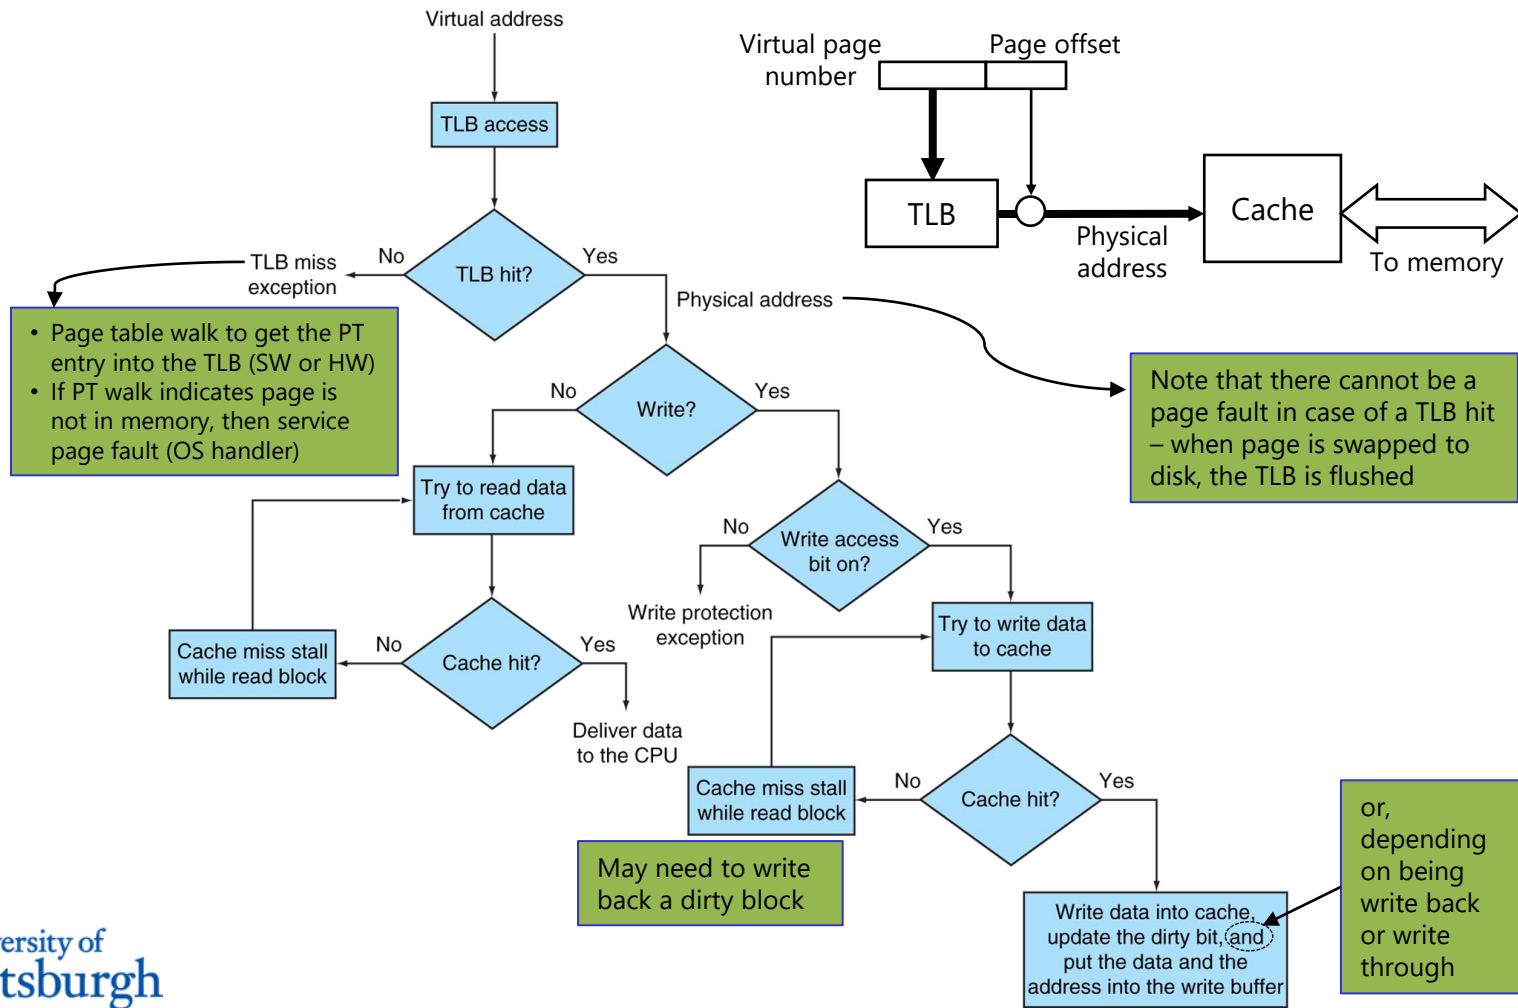 Virtual address
TLB access
TLB hit?
No
Yes
TLB miss
exception
• Page table walk to get the PT
entry into the TLB (SW or HW)
• If PT walk indicates page is
not in memory, then service
page fault (OS handler)
Physical address
Write?
No
Yes
Try to read data
from cache
Cache hit?
No
Yes
Cache miss stall
while read block
Deliver data
to the CPU
Write access
bit on?
No
Yes
Write protection
exception
Try to write data
to cache
Cache hit?
No
Yes
Cache miss stall
while read block
May need to write
back a dirty block
Write data into cache,
update the dirty bit, and
put the data and the
address into the write buffer
or,
depending
on being
write back
or write
through
Virtual page
number
Page offset
TLB
Physical
address
Cache
To memory
Note that there cannot be a
page fault in case of a TLB hit
– when page is swapped to
disk, the TLB is flushed
ersity of
tsburgh